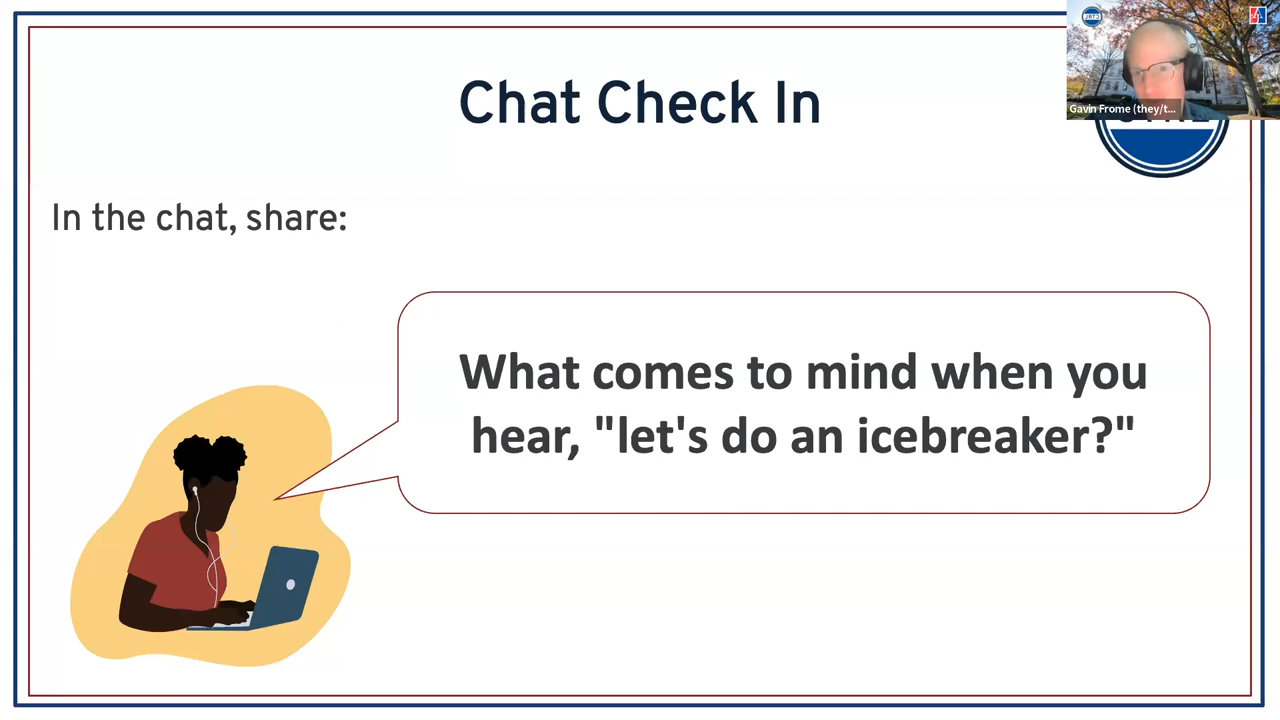 Chat Check In
Gavin Frome (they/t...
In the chat, share:
What comes to mind when you
hear, "let's do an icebreaker?"